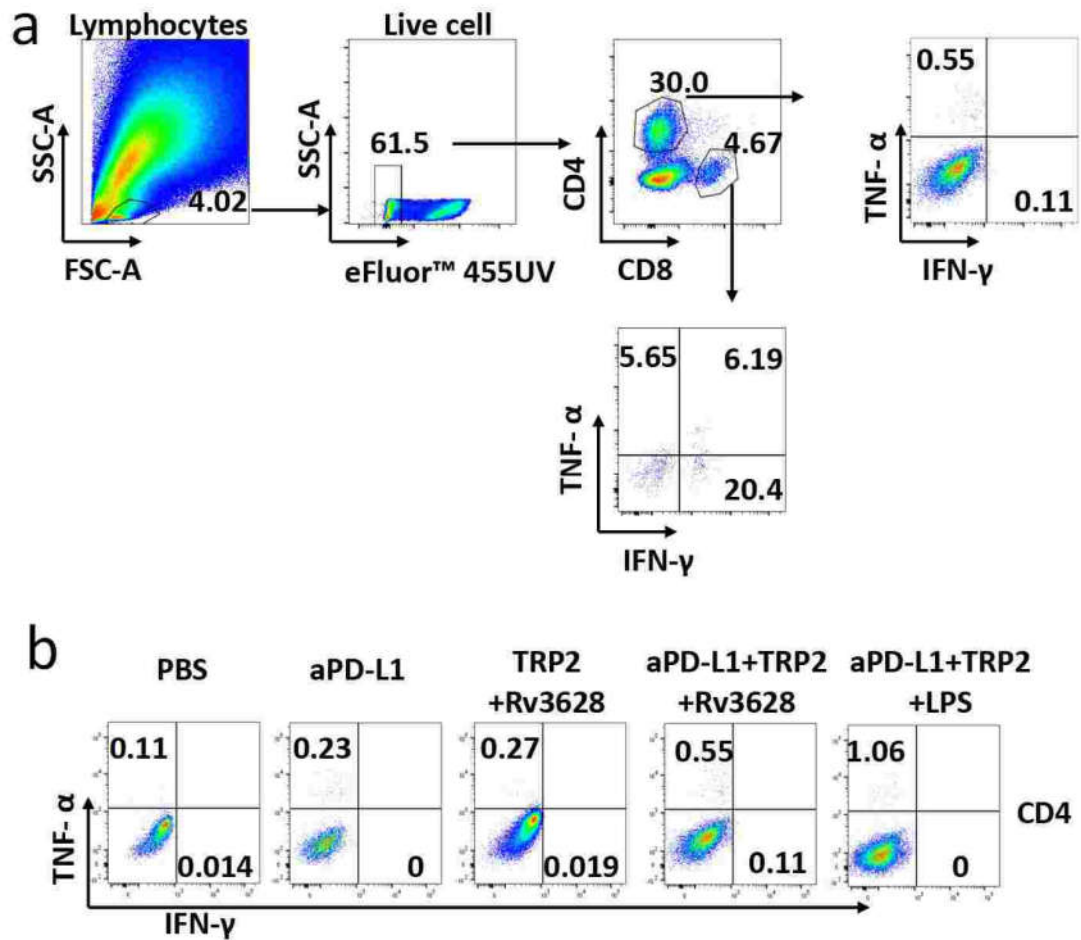 a
Lymphocytes
Live cell
SSC-A
4.02
FSC-A
SSC-A
61.5
eFluor™ 455UV
CD4
30.0
4.67
CD8
TNF- α
0.55
0.11
IFN-γ
TNF- α
5.65
6.19
20.4
IFN-γ
b
PBS
aPD-L1
TRP2
+Rv3628
aPD-L1+TRP2
+Rv3628
aPD-L1+TRP2
+LPS
TNF- α
0.11
0.014
0.23
0
0.27
0.019
0.55
0.11
1.06
0
CD4
IFN-γ